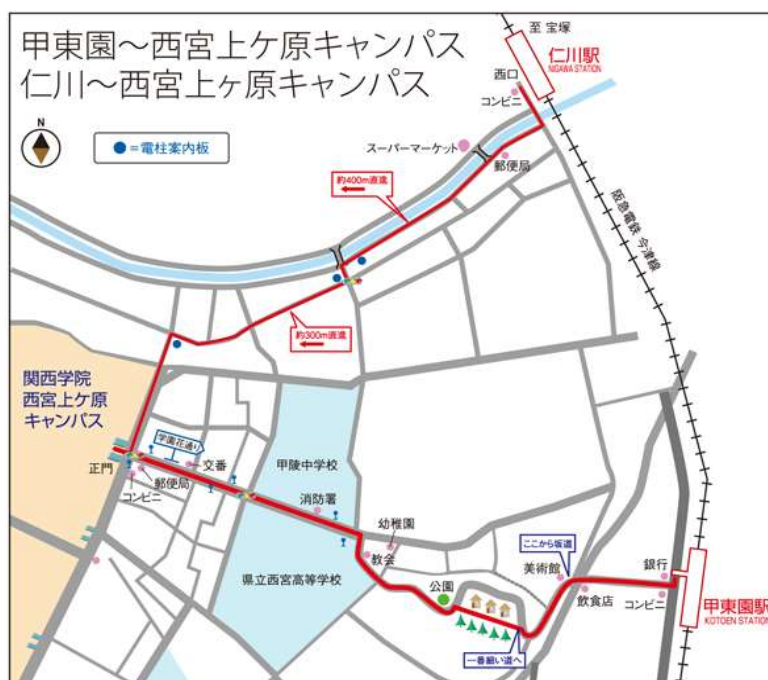 甲東園～西宮上ケ原キャンパス
仁川～西宮上ヶ原キャンパス
至 宝塚
仁川駅
NIGAWA STATION
西口
コンビニ
N
●=電柱案内板
スーパーマーケット
郵便局
約400m直進
阪急電鉄 今津線
約300m直進
関西学院
西宮上ケ原
キャンパス
学園花通り
正門
交番
郵便局
コンビニ
甲陵中学校
消防署
幼稚園
教会
県立西宮高等学校
ここから坂道
美術館
銀行
公園
飲食店
コンビニ
甲東園駅
KOTOEN STATION
一番細い道へ